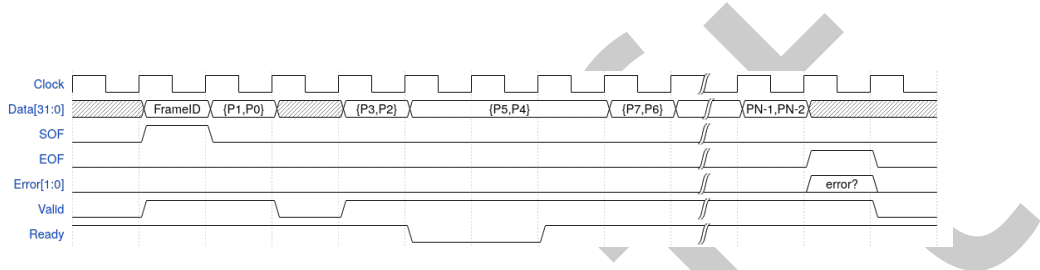 Clock
Data[31:0] FrameID {P1,P0} {P3,P2} {P5,P4} {P7,P6} PN-1,PN-2
SOF
EOF
Error[1:0] error?
Valid
Ready